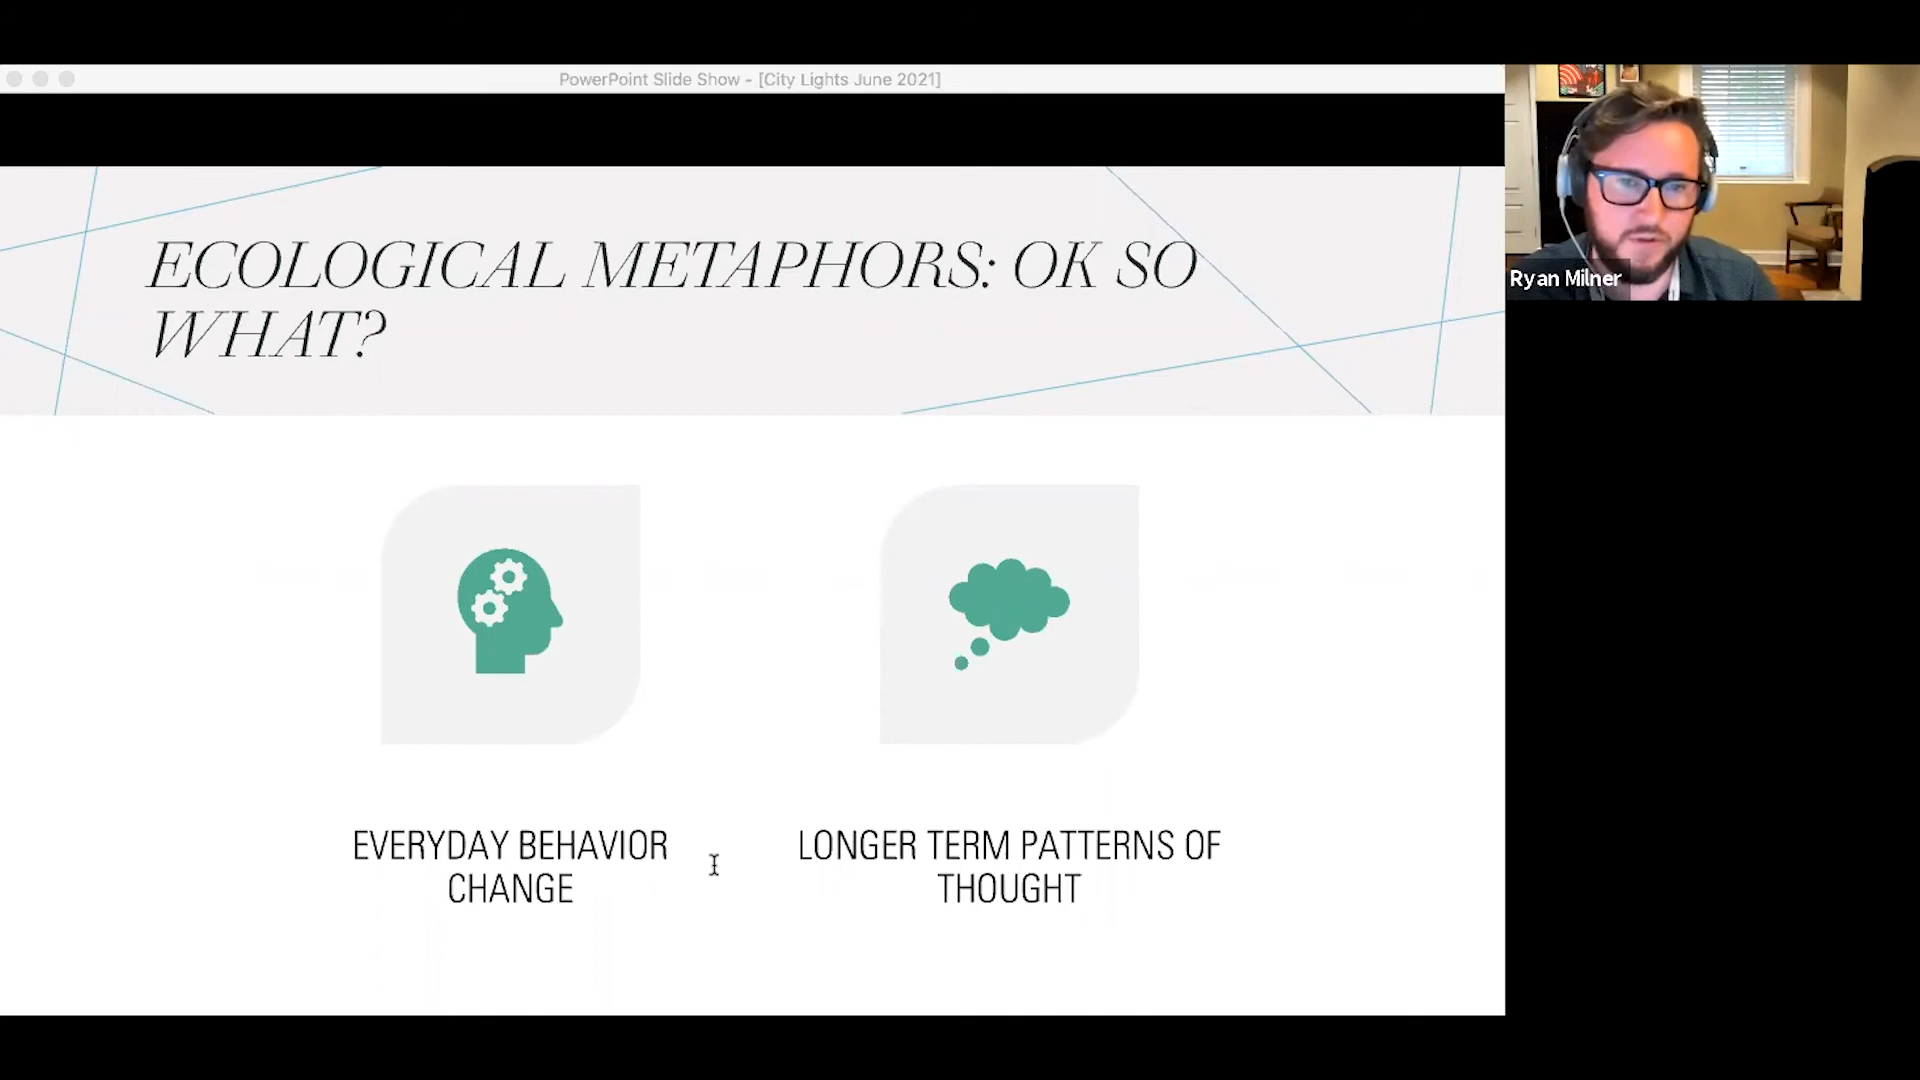 PowerPoint Slide Show - [City Lights June 2021]
ECOLOGICAL METAPHORS: OK SO
WHAT?
Ryan Milner
EVERYDAY BEHAVIOR
CHANGE
LONGER TERM PATTERNS OF
THOUGHT